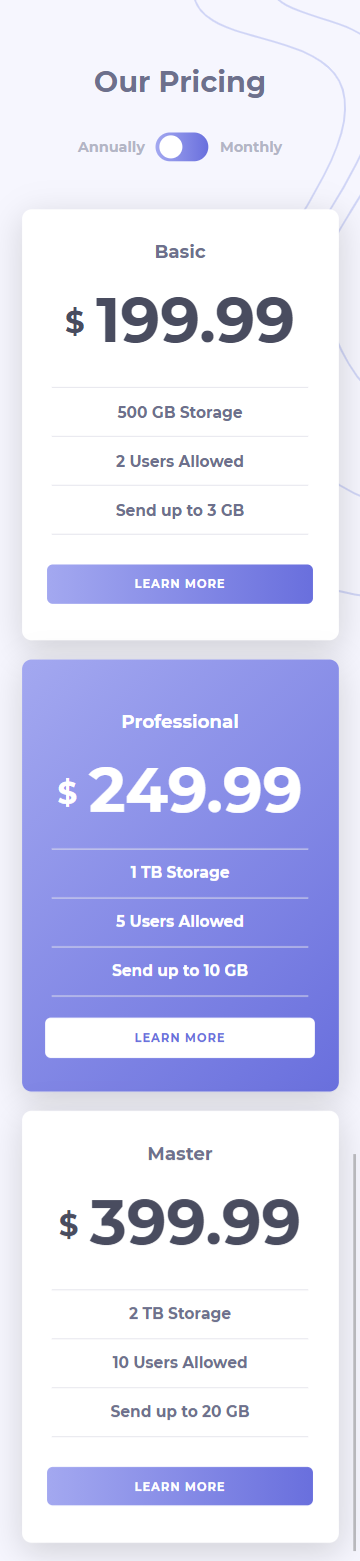 Our Pricing
Annually Monthly
Basic
$ 199.99
500 GB Storage
2 Users Allowed
Send up to 3 GB
LEARN MORE
Professional
$ 249.99
1 TB Storage
5 Users Allowed
Send up to 10 GB
LEARN MORE
Master
$ 399.99
2 TB Storage
10 Users Allowed
Send up to 20 GB
LEARN MORE